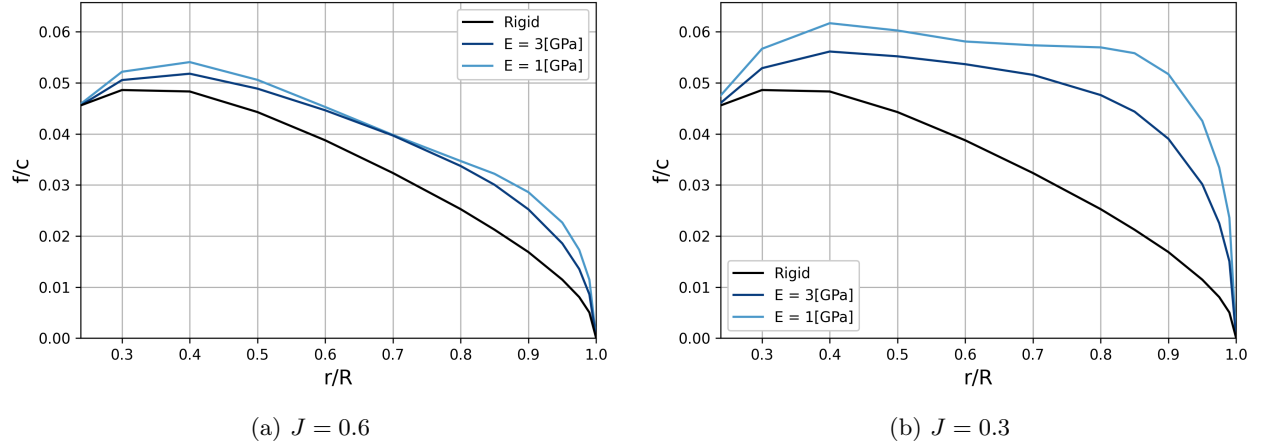 0.06
0.05
0.04
0.03
0.02
0.01
0.00
f/c
Rigid
E = 3[GPa]
E = 1[GPa]
0.3 0.4 0.5 0.6 0.7 0.8 0.9 1.0
r/R
(a) J = 0.6
0.06
0.05
0.04
0.03
0.02
0.01
0.00
f/c
Rigid
E = 3[GPa]
E = 1[GPa]
0.3 0.4 0.5 0.6 0.7 0.8 0.9 1.0
r/R
(b) J = 0.3